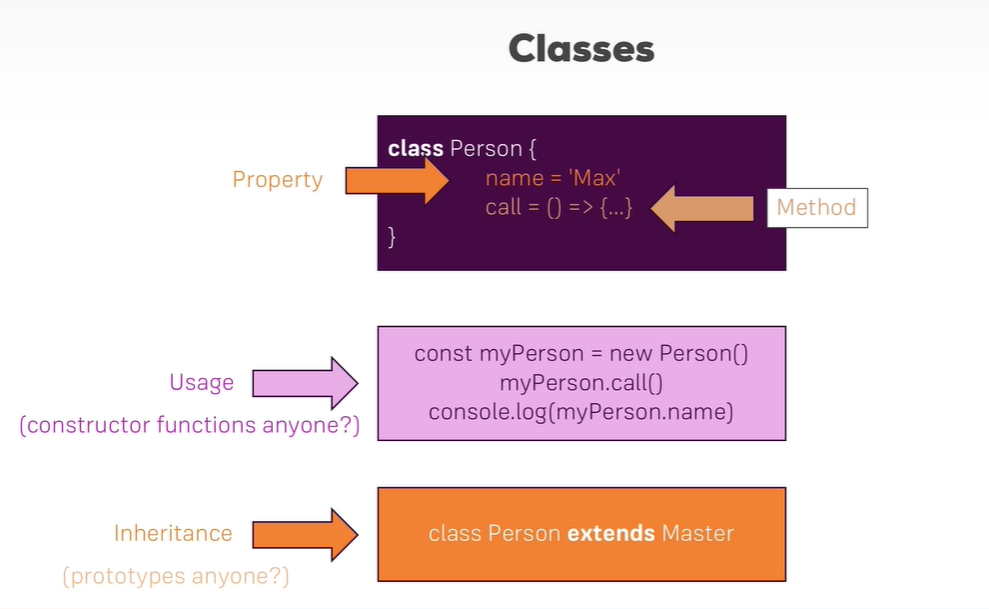 Classes
class Person {
Property
name = 'Max'
call = () => {...}
Method
}
Usage
(constructor functions anyone?)
const myPerson = new Person()
myPerson.call()
console.log(myPerson.name)
Inheritance
(prototypes anyone?)
class Person extends Master